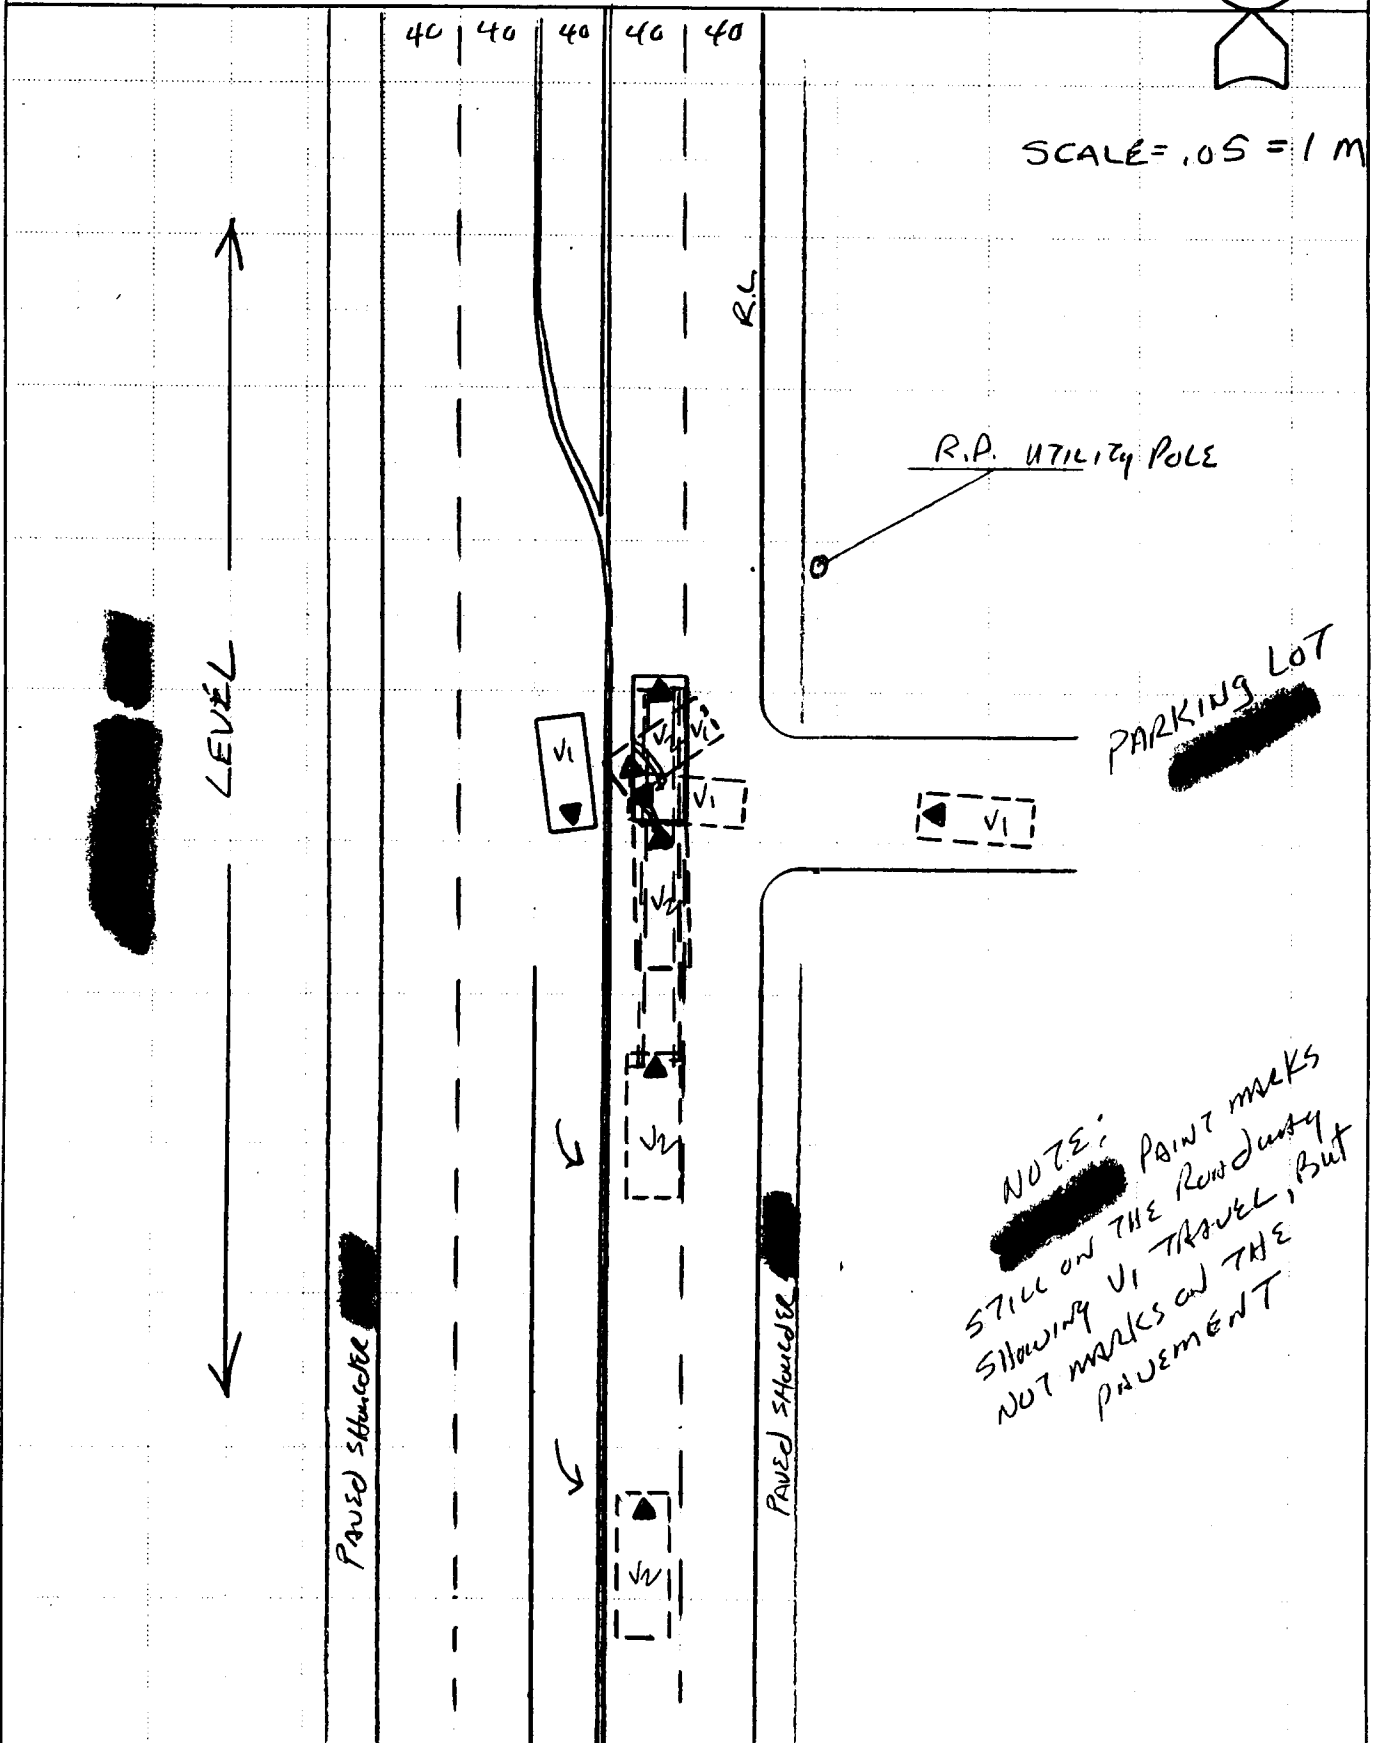 40 40 40 40 40
SCALE= .05 = 1 M
R.L.
R.P. UTILITY POLE
LEVEL
PARKING LOT
V1
V2
V1
V1
V1
V2
V2
NOTE:
PAINT MARKS
STILL ON THE ROADWAY
SHOWING V1 TRAVEL, BUT
NOT MARKS ON THE
PAVEMENT
PAVED SHOULDER
PAVED SHOULDER
V2